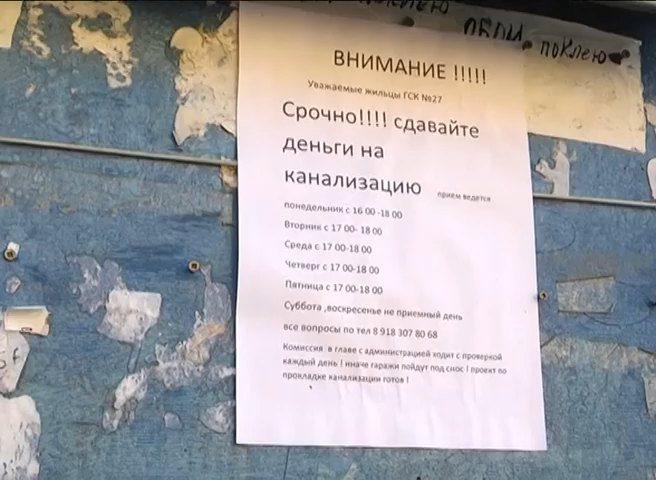 поклею
ВНИМАНИЕ !!!!!
Уважаемые жильцы ГСК №27
Срочно!!!! сдавайте
деньги на
канализацию прием ведется
понедельник с 16 00 -18 00
Вторник с 17 00- 18 00
Среда с 17 00-18 00
Четверг с 17 00-18 00
Пятница с 17 00-18 00
Суббота ,воскресенье не приемный день
все вопросы по тел 8 918 307 80 68
Комиссия в главе с администрацией ходит с проверкой
каждый день ! иначе гаражи пойдут под снос ! проект по
прокладке канализации готов !